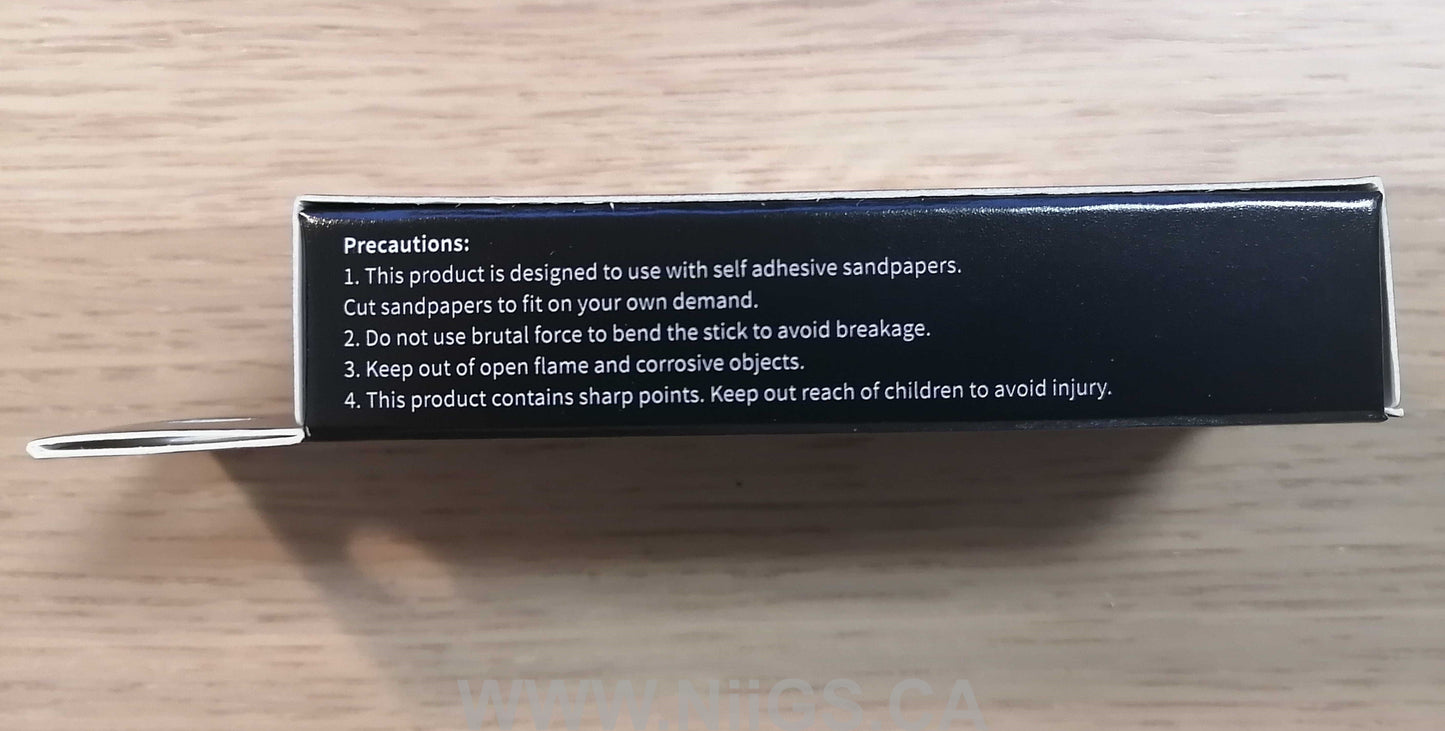 Precautions:
1. This product is designed to use with self adhesive sandpapers.
Cut sandpapers to fit on your own demand.
2. Do not use brutal force to bend the stick to avoid breakage.
3. Keep out of open flame and corrosive objects.
4. This product contains sharp points. Keep out reach of children to avoid injury.
WWW.NiiGS.CA